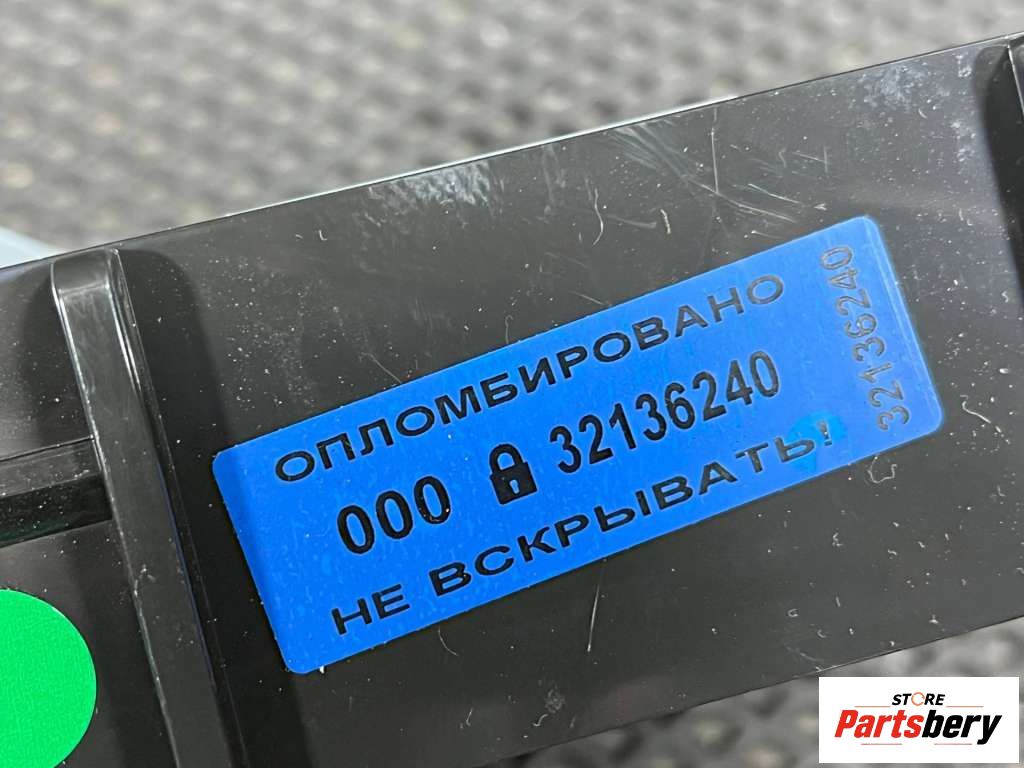 ОПЛОМБИРОВАНО
000 32136240
НЕ ВСКРЫВАТЬ!
32136240
STORE
Partsbery